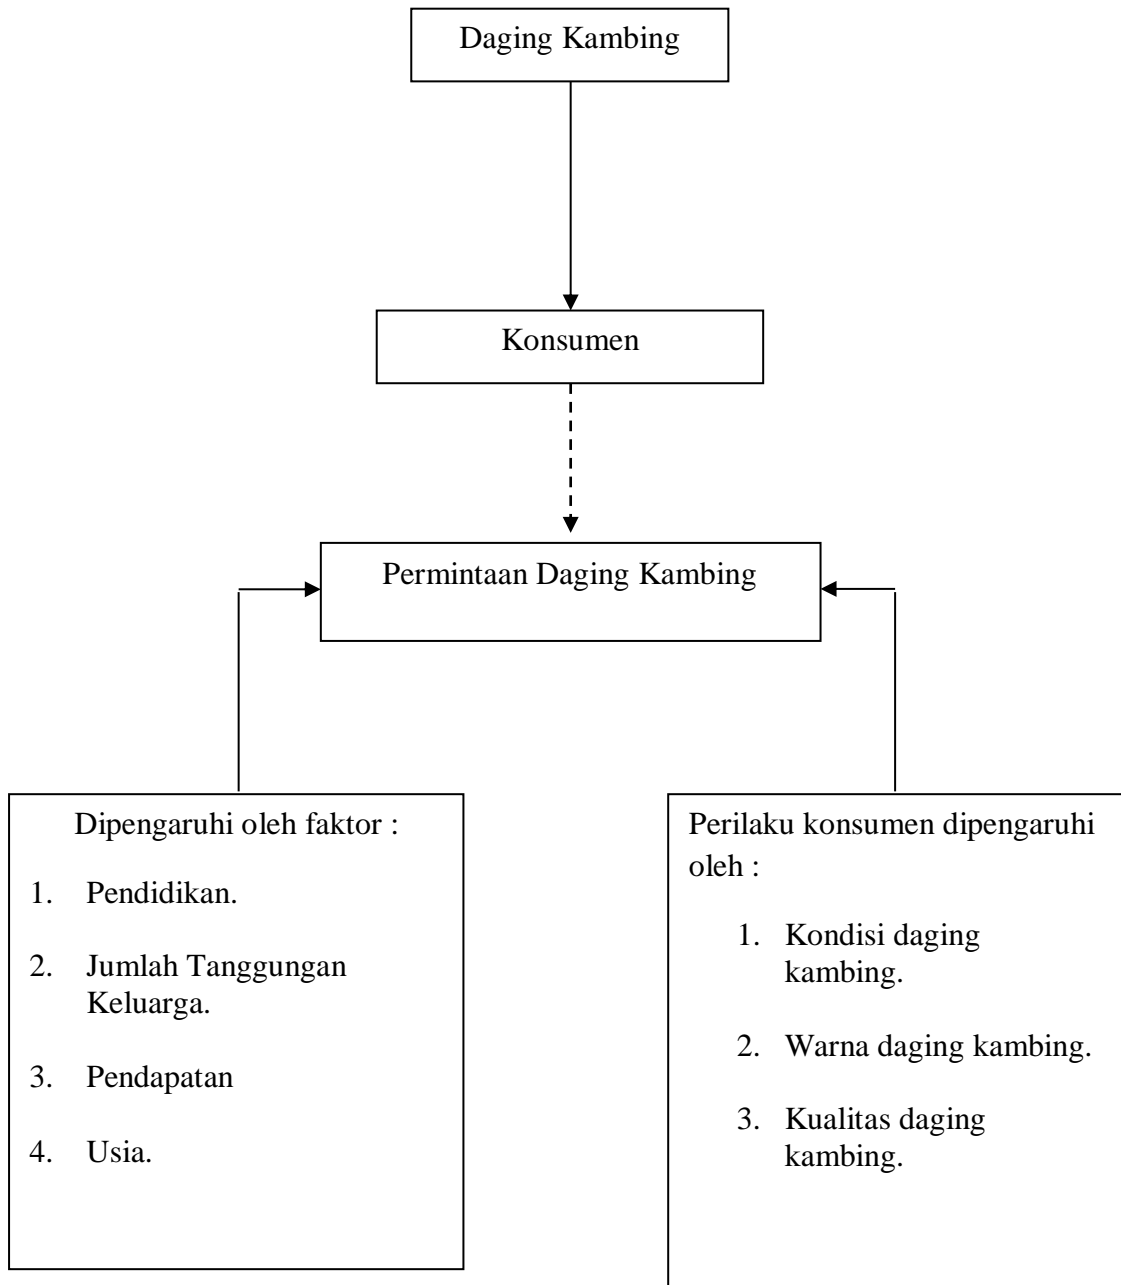 Daging Kambing
Konsumen
Permintaan Daging Kambing
Dipengaruhi oleh faktor :
1. Pendidikan.
2. Jumlah Tanggungan
Keluarga.
3. Pendapatan
4. Usia.
Perilaku konsumen dipengaruhi
oleh :
1. Kondisi daging
kambing.
2. Warna daging kambing.
3. Kualitas daging
kambing.